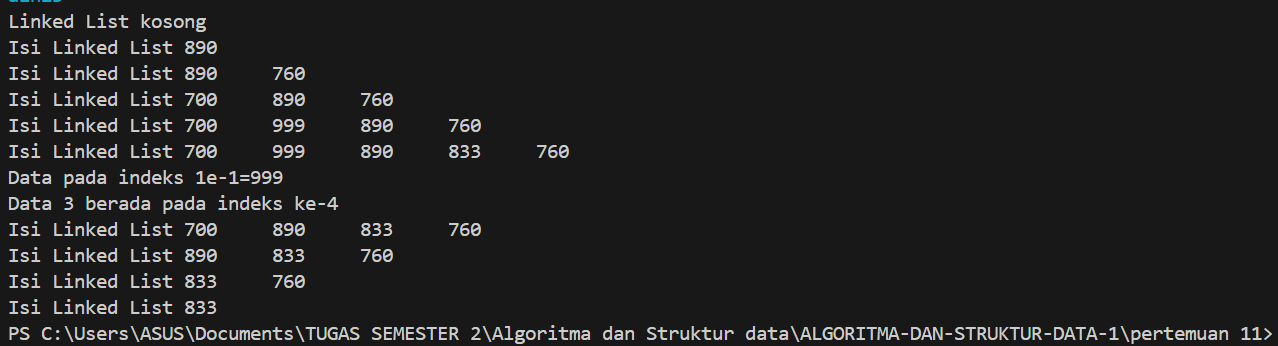 Linked List kosong
Isi Linked List 890
Isi Linked List 890 760
Isi Linked List 700 890 760
Isi Linked List 700 999 890 760
Isi Linked List 700 999 890 833 760
Data pada indeks 1e-1=999
Data 3 berada pada indeks ke-4
Isi Linked List 700 890 833 760
Isi Linked List 890 833 760
Isi Linked List 833 760
Isi Linked List 833
PS C:\Users\ASUS\Documents\TUGAS SEMESTER 2\Algoritma dan Struktur data\ALGORITMA-DAN-STRUKTUR-DATA-1\pertemuan 11>